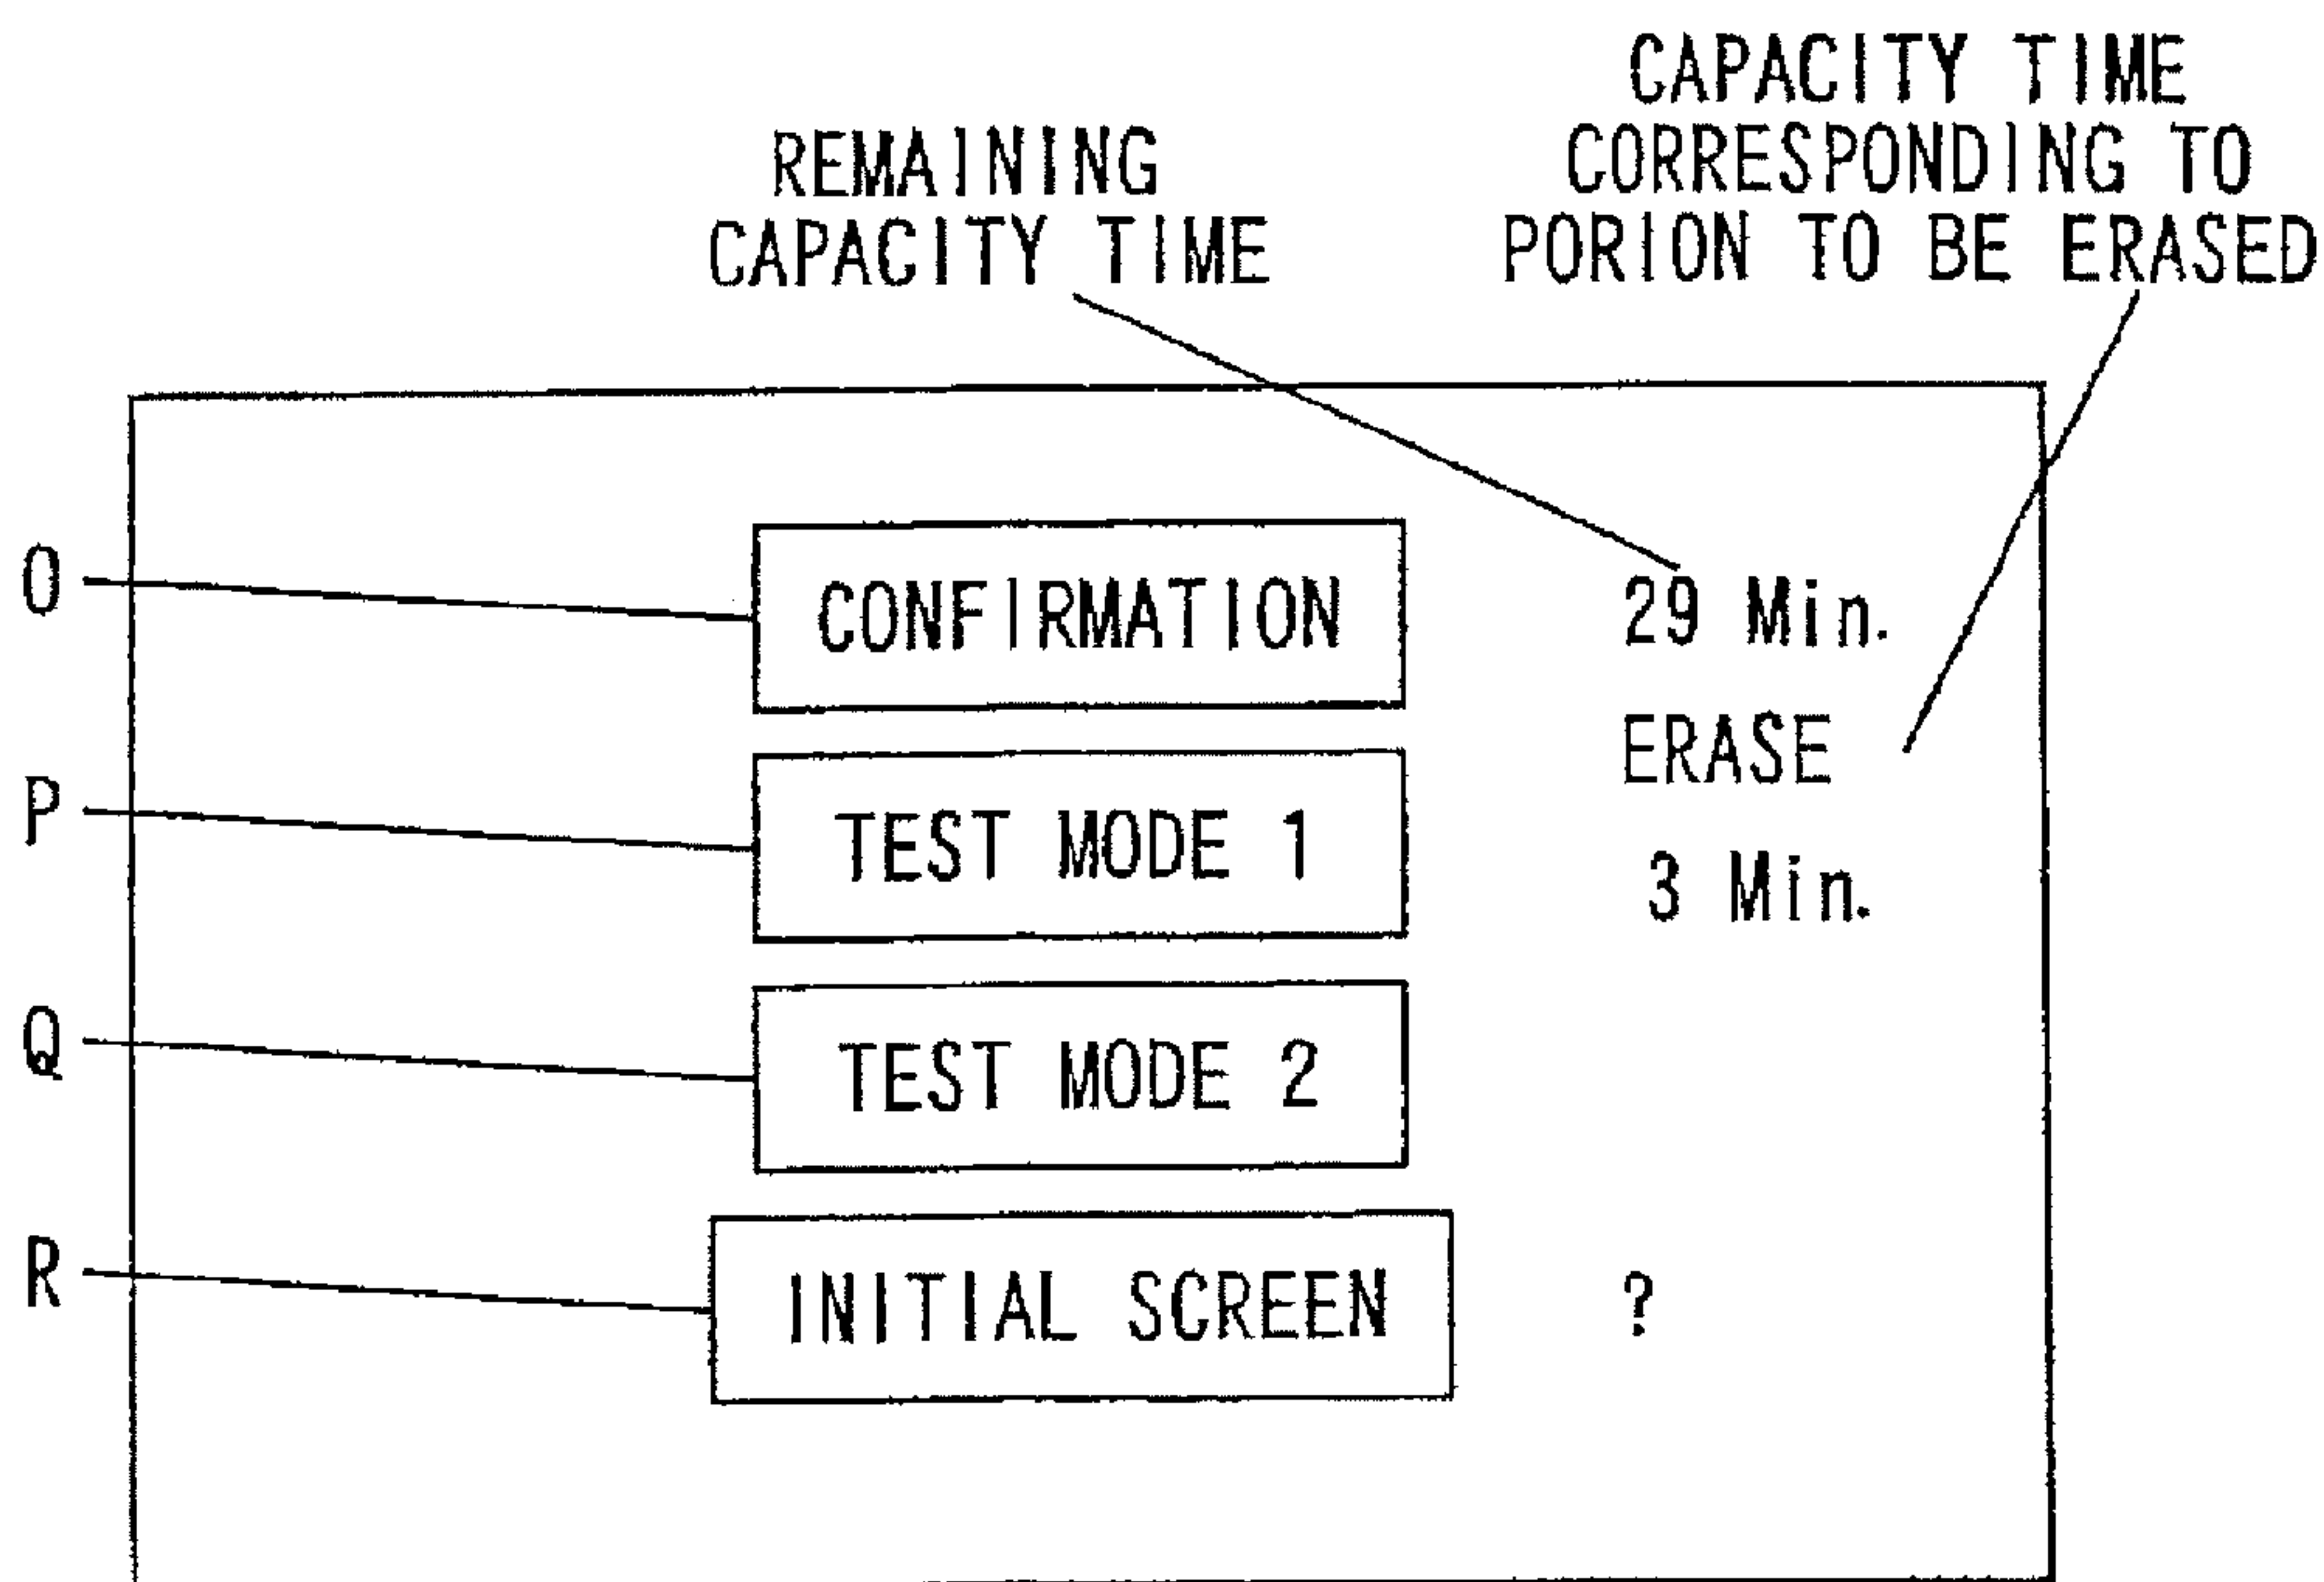 REMAINING
CAPACITY TIME
CAPACITY TIME
CORRESPONDING TO
PORION TO BE ERASED
O
CONFIRMATION
29 Min.
ERASE
P
TEST MODE 1
3 Min.
Q
TEST MODE 2
R
INITIAL SCREEN
?